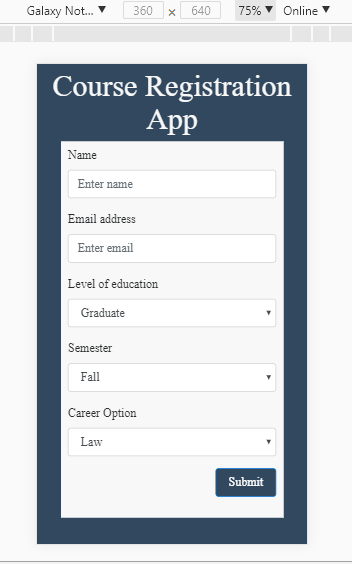 Galaxy Not... ▼ 360 × 640 75% ▼ Online ▼
Course Registration
App
Name
Enter name
Email address
Enter email
Level of education
Graduate
Semester
Fall
Career Option
Law
Submit